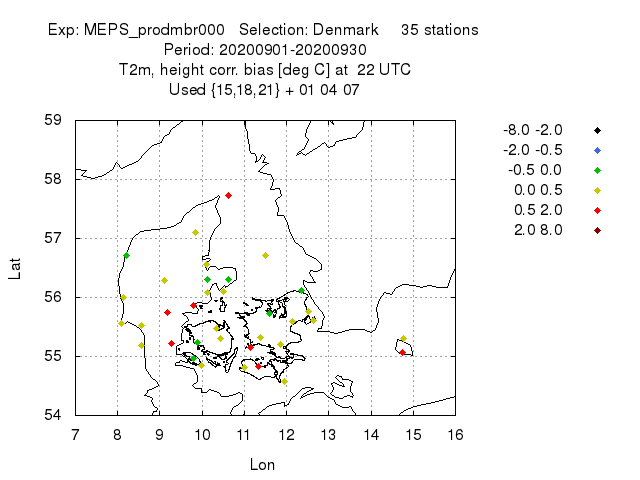 Exp: MEPS_prodmbr000 Selection: Denmark 35 stations
Period: 20200901-20200930
T2m, height corr. bias [deg C] at 22 UTC
Used {15,18,21} + 01 04 07
59
58
57
56
55
54
Lat
7 8 9 10 11 12 13 14 15 16
Lon
-8.0 -2.0
-2.0 -0.5
-0.5 0.0
0.0 0.5
0.5 2.0
2.0 8.0